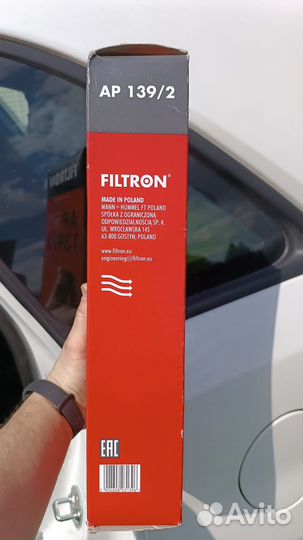 AP 139/2
FILTRON®
MADE IN POLAND
MANN + HUMMEL FT POLAND
SPÓŁKA Z OGRANICZONĄ
ODPOWIEDZIALNOŚCIĄ SP. K.
UL. WROCŁAWSKA 145
63-800 GOSTYŃ, POLAND
www.filtron.eu
engineering@filtron.eu
EAC
Avito